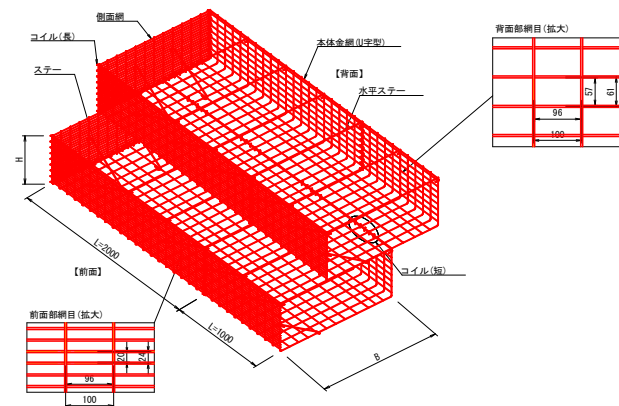 側面網
コイル(長)
ステー
本体金網(U字型)
【背面】
水平ステー
背面部網目(拡大)
57
61
96
100
H
L=2000
【前面】
L=1000
B
コイル(短)
前面部網目(拡大)
20
24
96
100